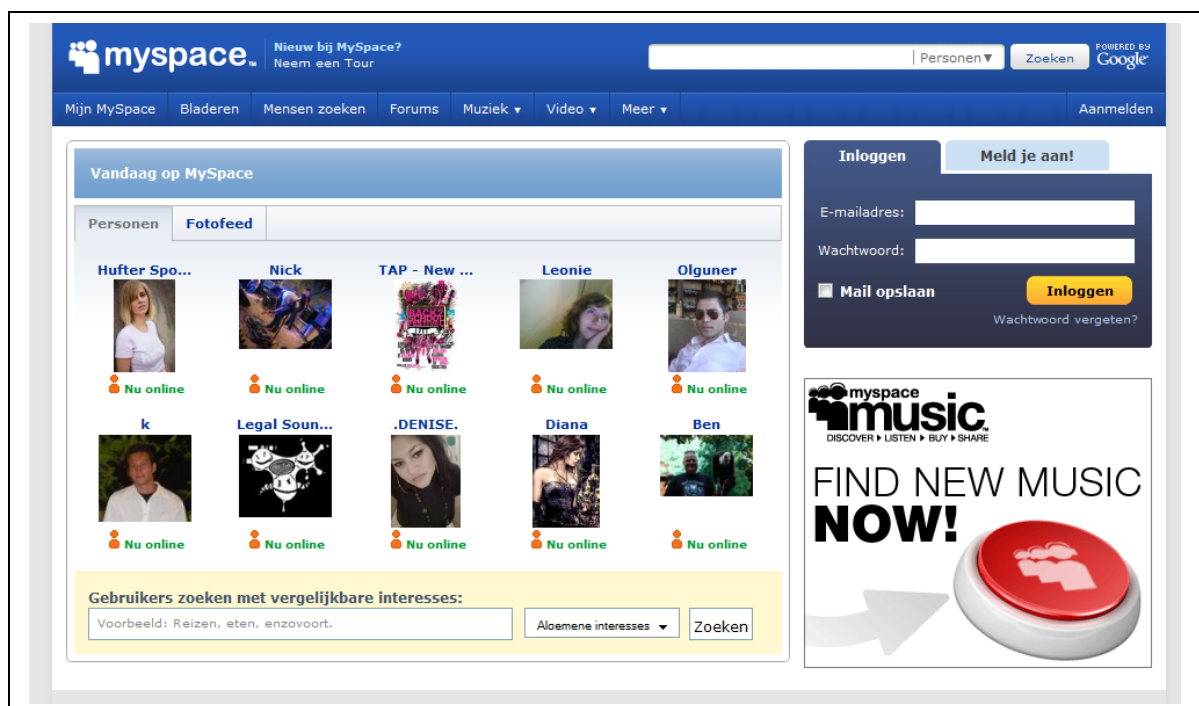 myspace.
Nieuw bij MySpace?
Neem een Tour
Personen▼
Zoeken
POWERED BY
Google
Mijn MySpace Bladeren Mensen zoeken Forums Muziek ▾ Video ▾ Meer ▾ Aanmelden
Vandaag op MySpace
Personen Fotofeed
Hufter Spo... Nick TAP - New ... Leonie Olguner
BACK2
SCHOOL
FESTIVAL
Nu online Nu online Nu online Nu online Nu online
k Legal Soun... .DENISE. Diana Ben
Nu online Nu online Nu online Nu online Nu online
Gebruikers zoeken met vergelijkbare interesses:
Voorbeeld: Reizen, eten, enzovoort. Algemene interesses Zoeken
Inloggen Meld je aan!
E-mailadres:
Wachtwoord:
Mail opslaan Inloggen
Wachtwoord vergeten?
myspace
music
DISCOVER ▸ LISTEN ▸ BUY ▸ SHARE
FIND NEW MUSIC
NOW!